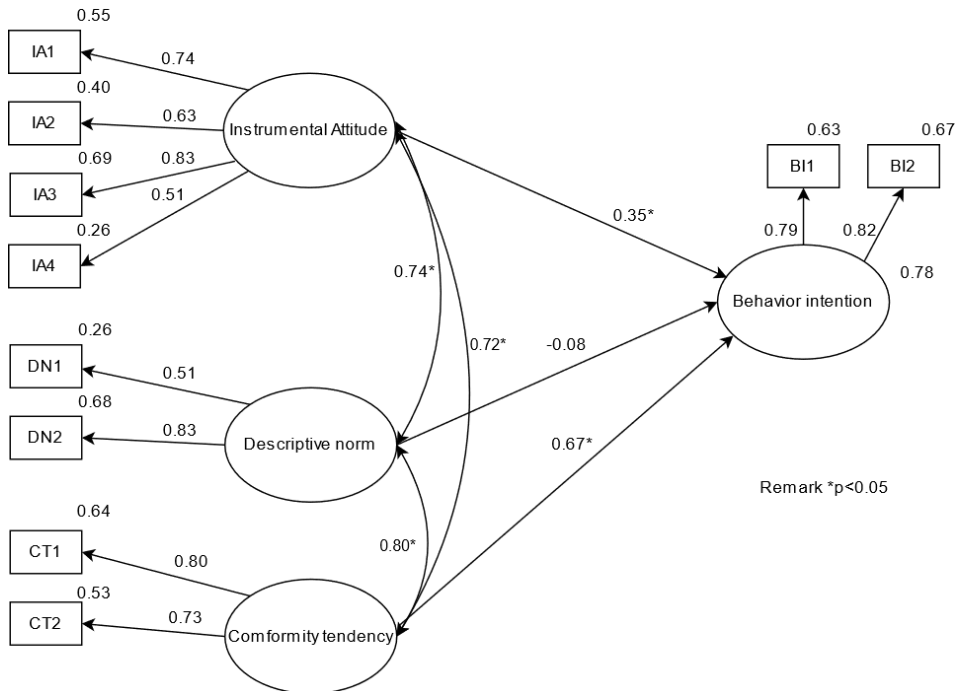 0.55
IA1
0.74
0.40
IA2
0.63
Instrumental Attitude
0.69
0.83
IA3
0.51
0.26
IA4
0.63
0.67
BI1
BI2
0.79
0.82
0.78
Behavior intention
0.35*
0.74*
0.72*
-0.08
0.26
DN1
0.51
0.68
DN2
0.83
Descriptive norm
0.67*
Remark *p<0.05
0.64
CT1
0.80
0.80*
0.53
CT2
0.73
Comformity tendency